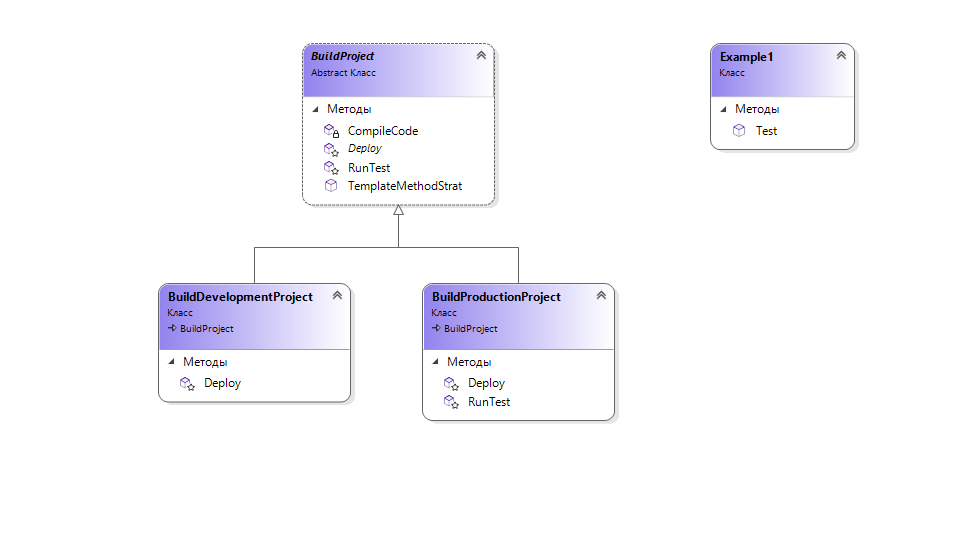 BuildProject
Abstract Класс
Методы
CompileCode
Deploy
RunTest
TemplateMethodStrat
Example1
Класс
Методы
Test
BuildDevelopmentProject
Класс
BuildProject
Методы
Deploy
BuildProductionProject
Класс
BuildProject
Методы
Deploy
RunTest